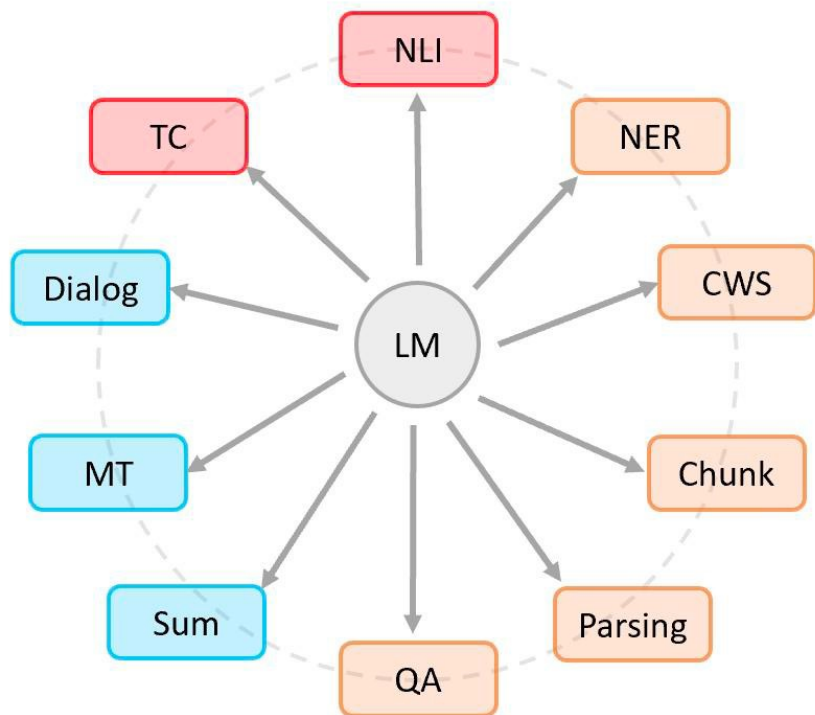 NLI
TC
NER
Dialog
CWS
LM
MT
Chunk
Sum
Parsing
QA